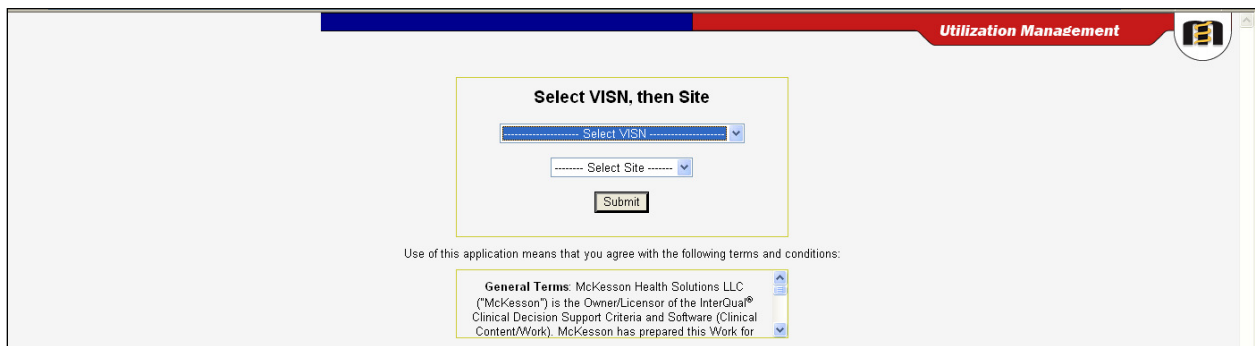 Utilization Management
Select VISN, then Site
--------------------- Select VISN ---------------------
-------- Select Site -------
Submit
Use of this application means that you agree with the following terms and conditions:
General Terms: McKesson Health Solutions LLC
("McKesson") is the Owner/Licensor of the InterQual®
Clinical Decision Support Criteria and Software (Clinical
Content/Work). McKesson has prepared this Work for